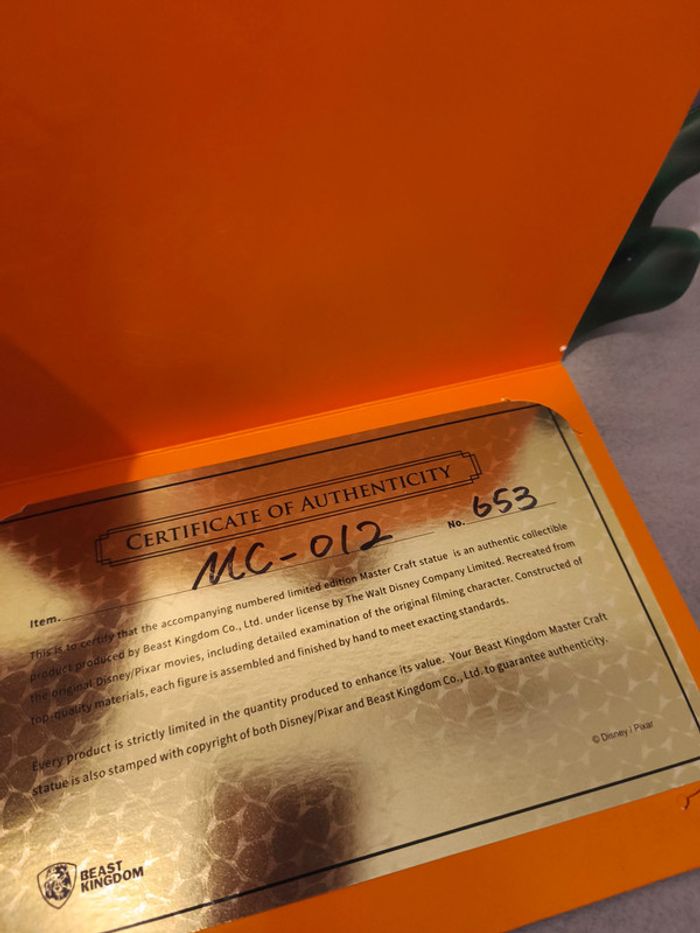 CERTIFICATE OF AUTHENTICITY
Item. MC-012 No. 653
This is to certify that the accompanying numbered limited edition Master Craft statue is an authentic collectible
product produced by Beast Kingdom Co., Ltd. under license by The Walt Disney Company Limited. Recreated from
the original Disney/Pixar movies, including detailed examination of the original filming character. Constructed of
top-quality materials, each figure is assembled and finished by hand to meet exacting standards.
Every product is strictly limited in the quantity produced to enhance its value. Your Beast Kingdom Master Craft
statue is also stamped with copyright of both Disney/Pixar and Beast Kingdom Co., Ltd. to guarantee authenticity.
© Disney / Pixar
BEAST
KINGDOM